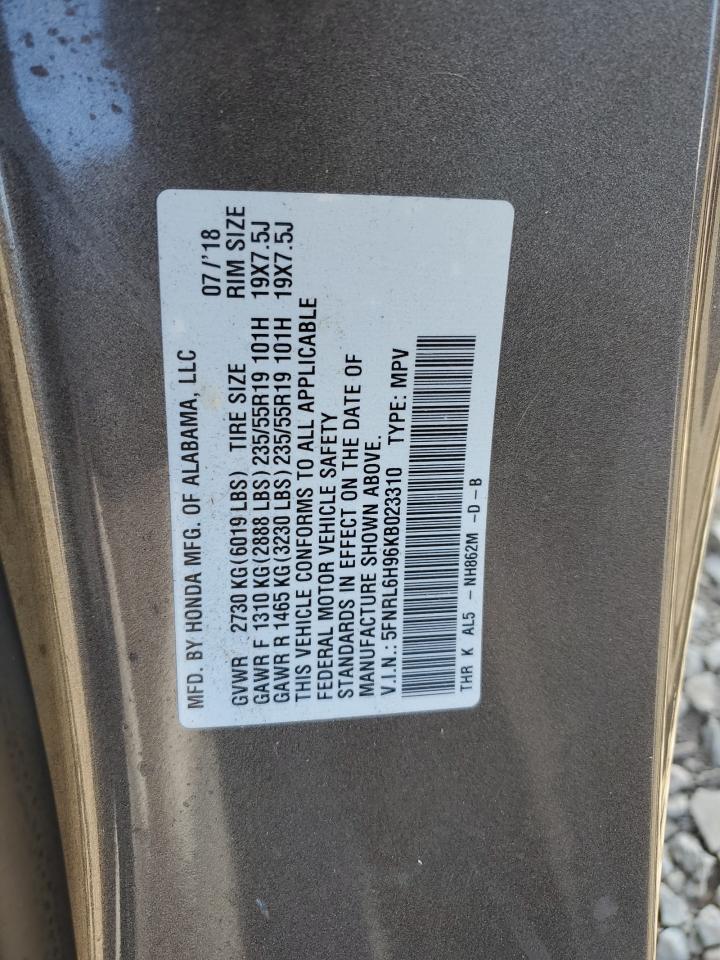 MFD. BY HONDA MFG. OF ALABAMA, LLC 07/'18
GVWR 2730 KG (6019 LBS) TIRE SIZE RIM SIZE
GAWR F 1310 KG (2888 LBS) 235/55R19 101H 19X7.5J
GAWR R 1465 KG (3230 LBS) 235/55R19 101H 19X7.5J
THIS VEHICLE CONFORMS TO ALL APPLICABLE
FEDERAL MOTOR VEHICLE SAFETY
STANDARDS IN EFFECT ON THE DATE OF
MANUFACTURE SHOWN ABOVE.
V.I.N.: 5FNRL6H96KB023310 TYPE: MPV
THR K AL5 - NH862M -D-B